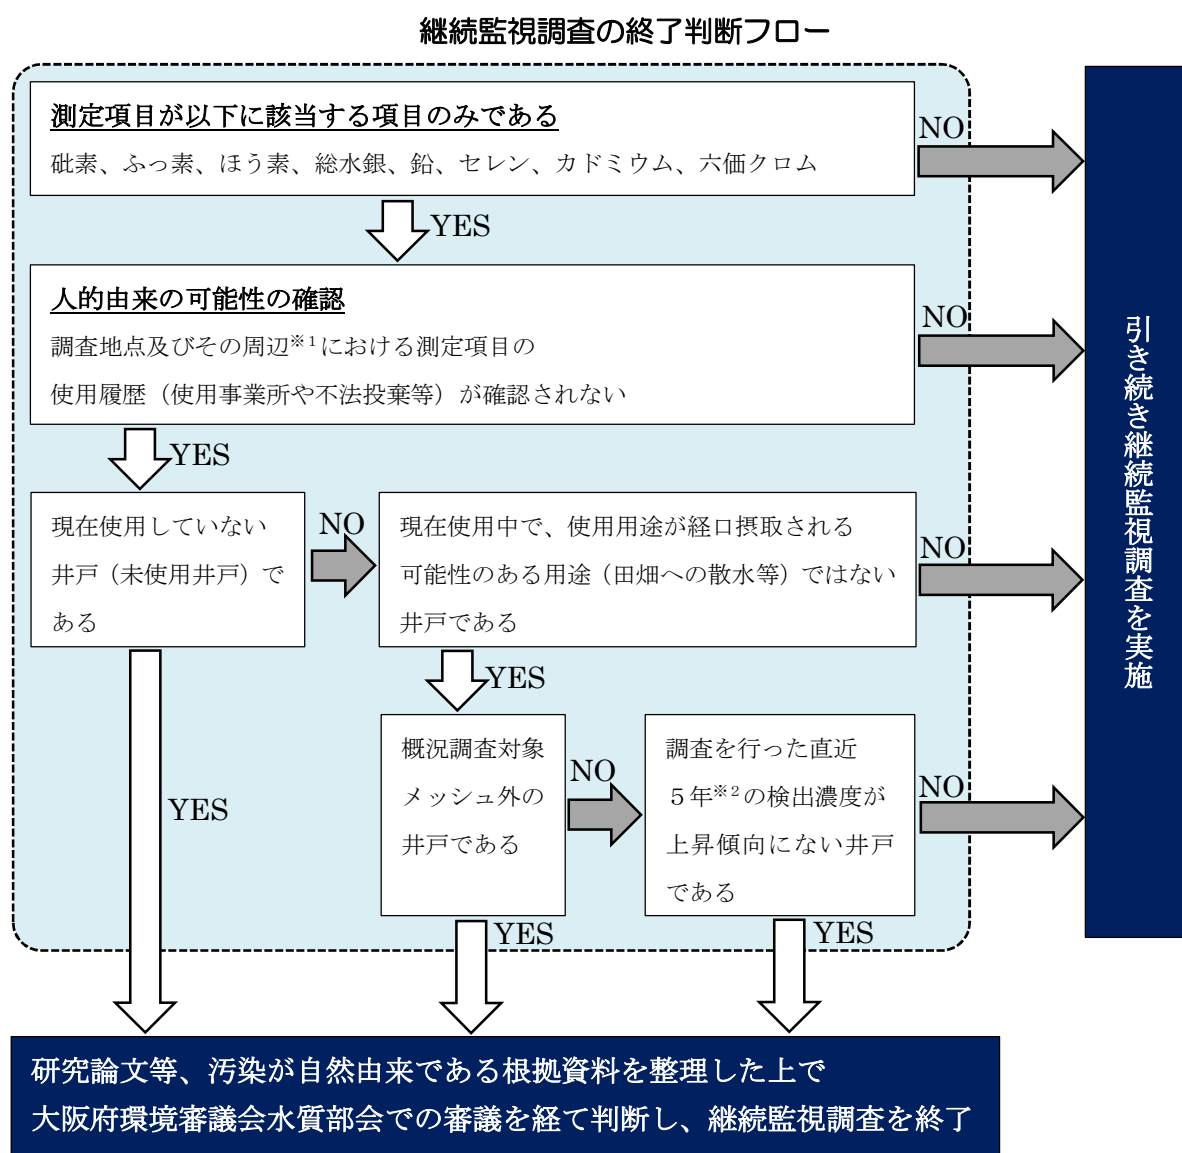 継続監視調査の終了判断フロー
測定項目が以下に該当する項目のみである
砒素、ふっ素、ほう素、総水銀、鉛、セレン、カドミウム、六価クロム
NO
YES
人的由来の可能性の確認
調査地点及びその周辺※1における測定項目の
使用履歴（使用事業所や不法投棄等）が確認されない
NO
YES
現在使用していない
井戸（未使用井戸）で
ある
NO
現在使用中で、使用用途が経口摂取される
可能性のある用途（田畑への散水等）ではない
井戸である
NO
YES
YES
概況調査対象
メッシュ外の
井戸である
NO
調査を行った直近
５年※2の検出濃度が
上昇傾向にない井戸
である
NO
YES
YES
引き続き継続監視調査を実施
研究論文等、汚染が自然由来である根拠資料を整理した上で
大阪府環境審議会水質部会での審議を経て判断し、継続監視調査を終了